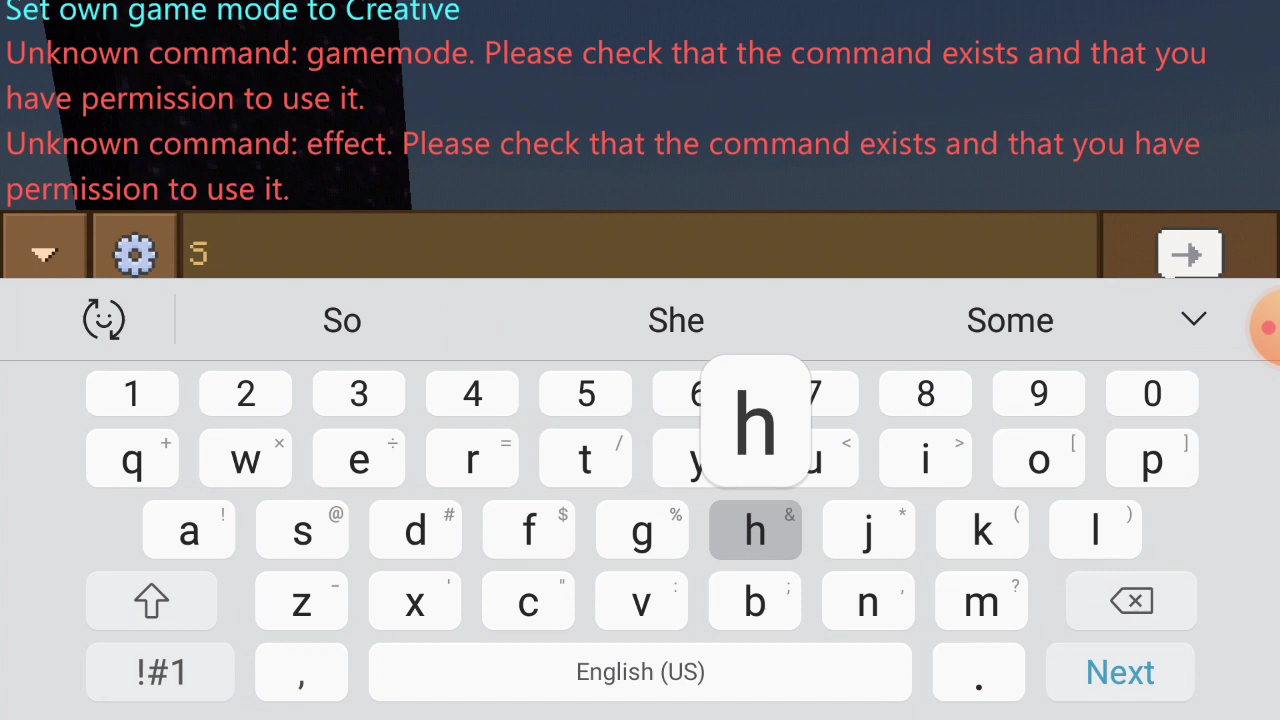 Set own game mode to Creative
Unknown command: gamemode. Please check that the command exists and that you
have permission to use it.
Unknown command: effect. Please check that the command exists and that you have
permission to use it.
S
So She Some
1 2 3 4 5 6 7 8 9 0
q + w × e ÷ r = t / y u < i > o [ p ]
h
a ! s @ d # f $ g % h & j * k ( l )
z - x ' c " v : b ; n , m ?
!#1 , English (US) . Next